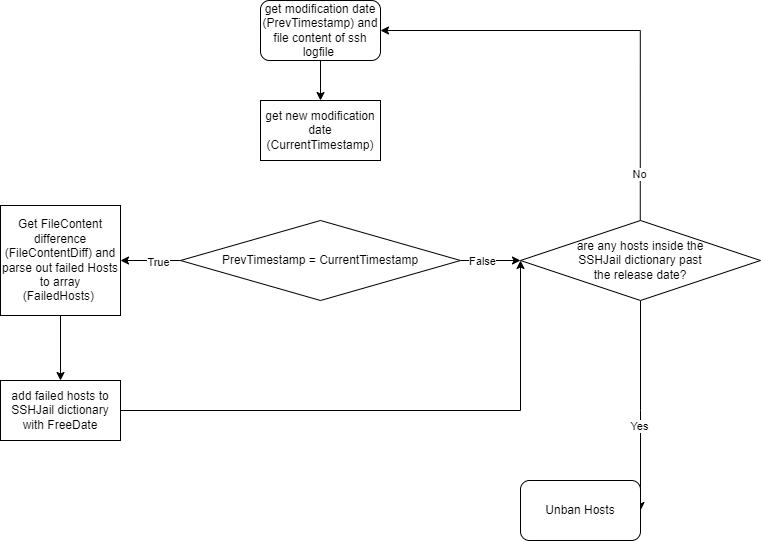 get modification date
(PrevTimestamp) and
file content of ssh
logfile
get new modification
date
(CurrentTimestamp)
No
Get FileContent
difference
(FileContentDiff) and
parse out failed Hosts
to array
(FailedHosts)
True
PrevTimestamp = CurrentTimestamp
False
are any hosts inside the
SSHJail dictionary past
the release date?
add failed hosts to
SSHJail dictionary
with FreeDate
Yes
Unban Hosts